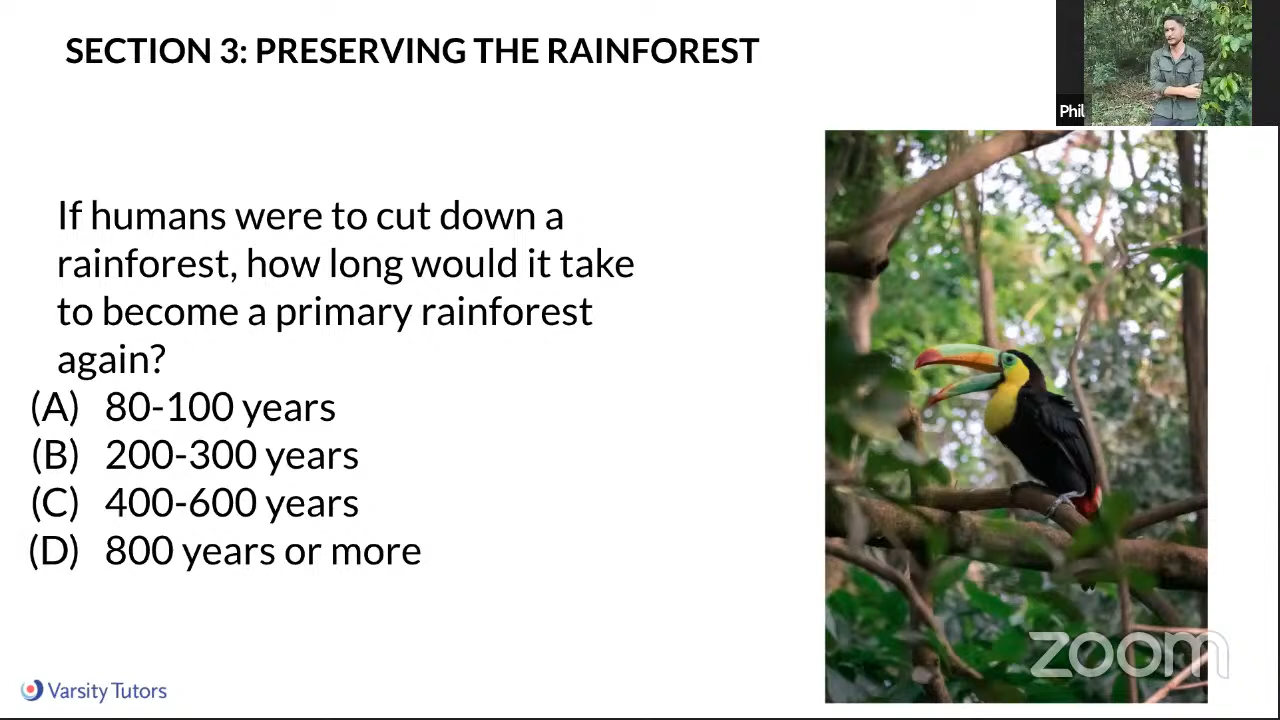 SECTION 3: PRESERVING THE RAINFOREST
Phil
If humans were to cut down a
rainforest, how long would it take
to become a primary rainforest
again?
(A) 80-100 years
(B) 200-300 years
(C) 400-600 years
(D) 800 years or more
zoom
Varsity Tutors